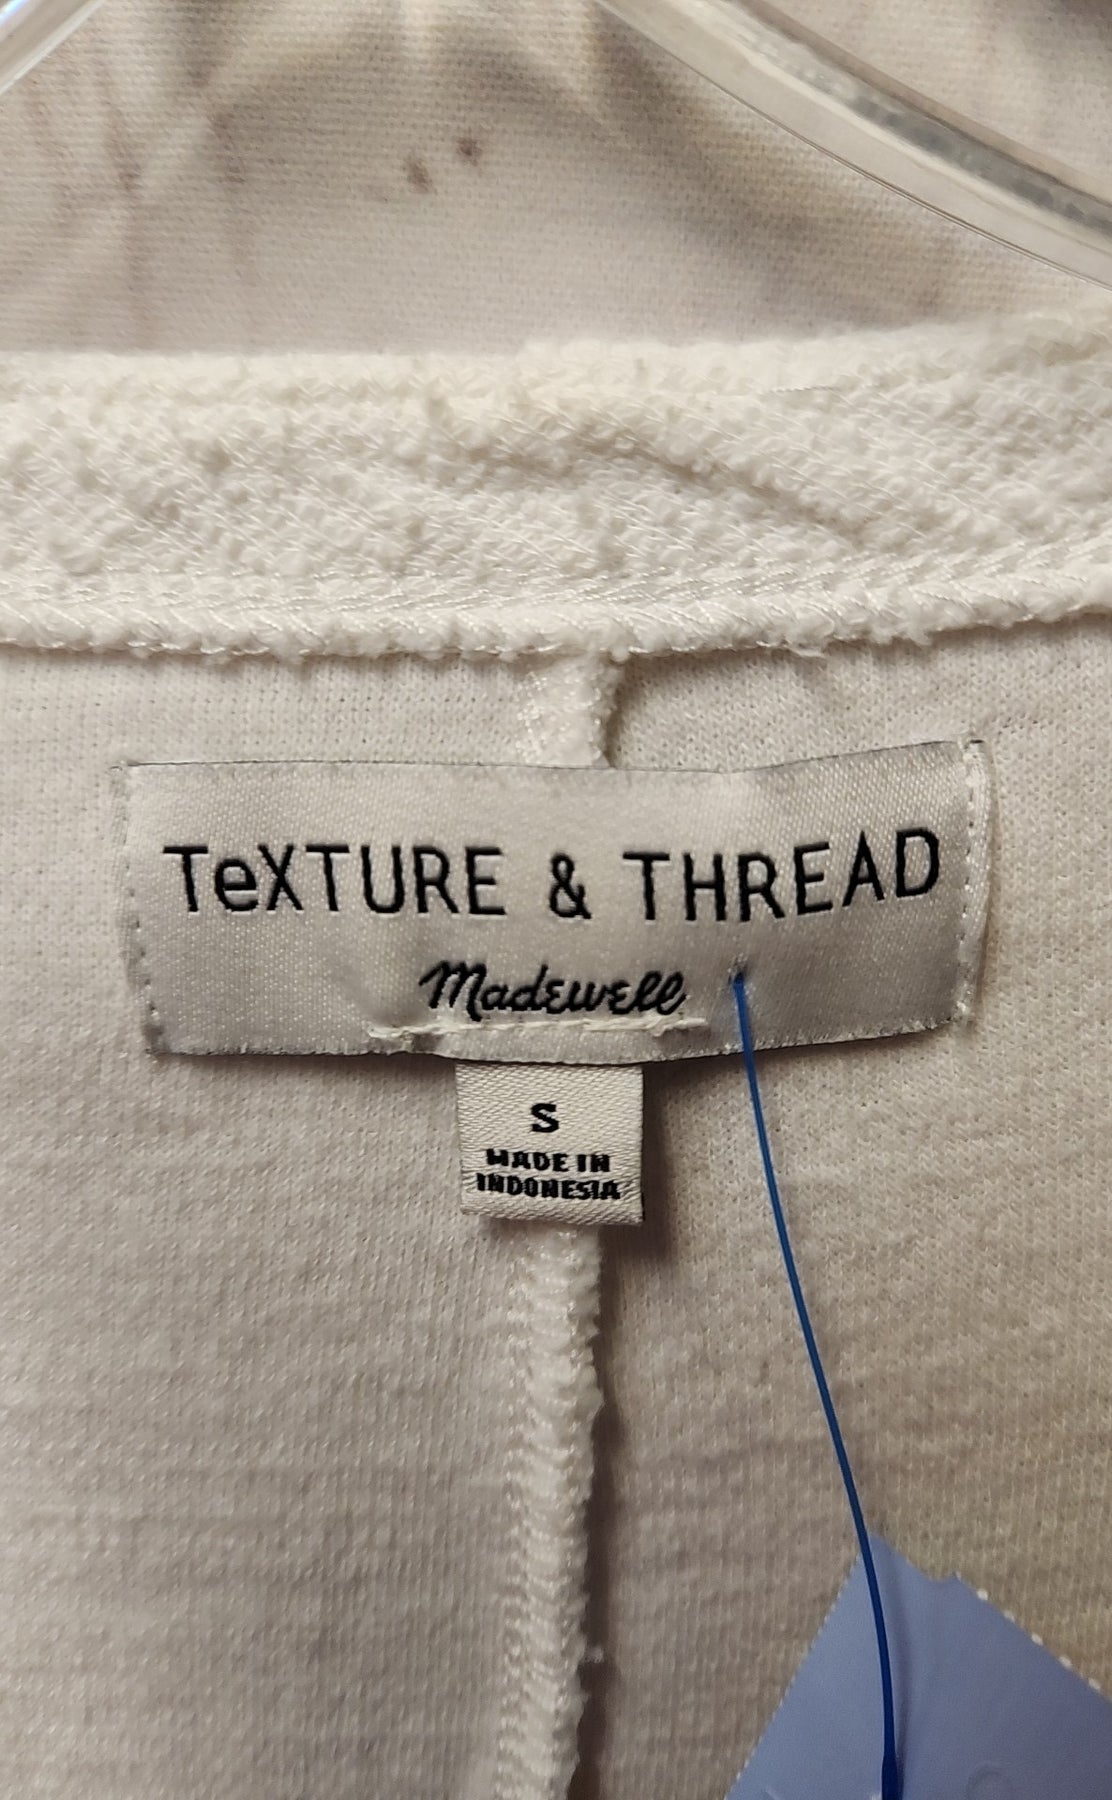 TeXTURE & THREAD
Madewell
S
MADE IN
INDONESIA